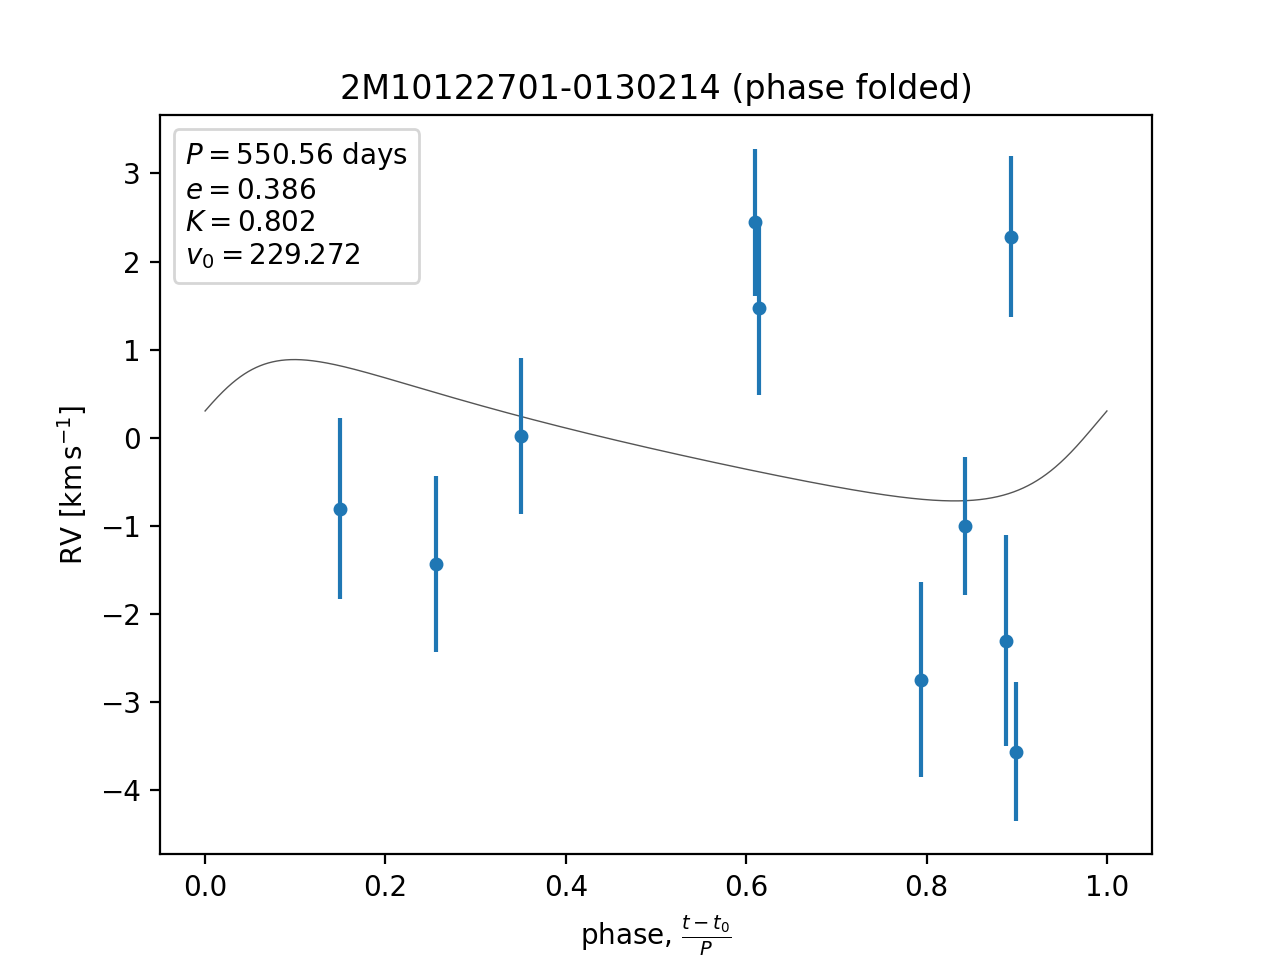 2M10122701-0130214 (phase folded)
P = 550.56 days
e = 0.386
K = 0.802
v₀ = 229.272
3
2
1
0
−1
−2
−3
−4
RV [km s⁻¹]
0.0 0.2 0.4 0.6 0.8 1.0
phase, (t − t₀)/P